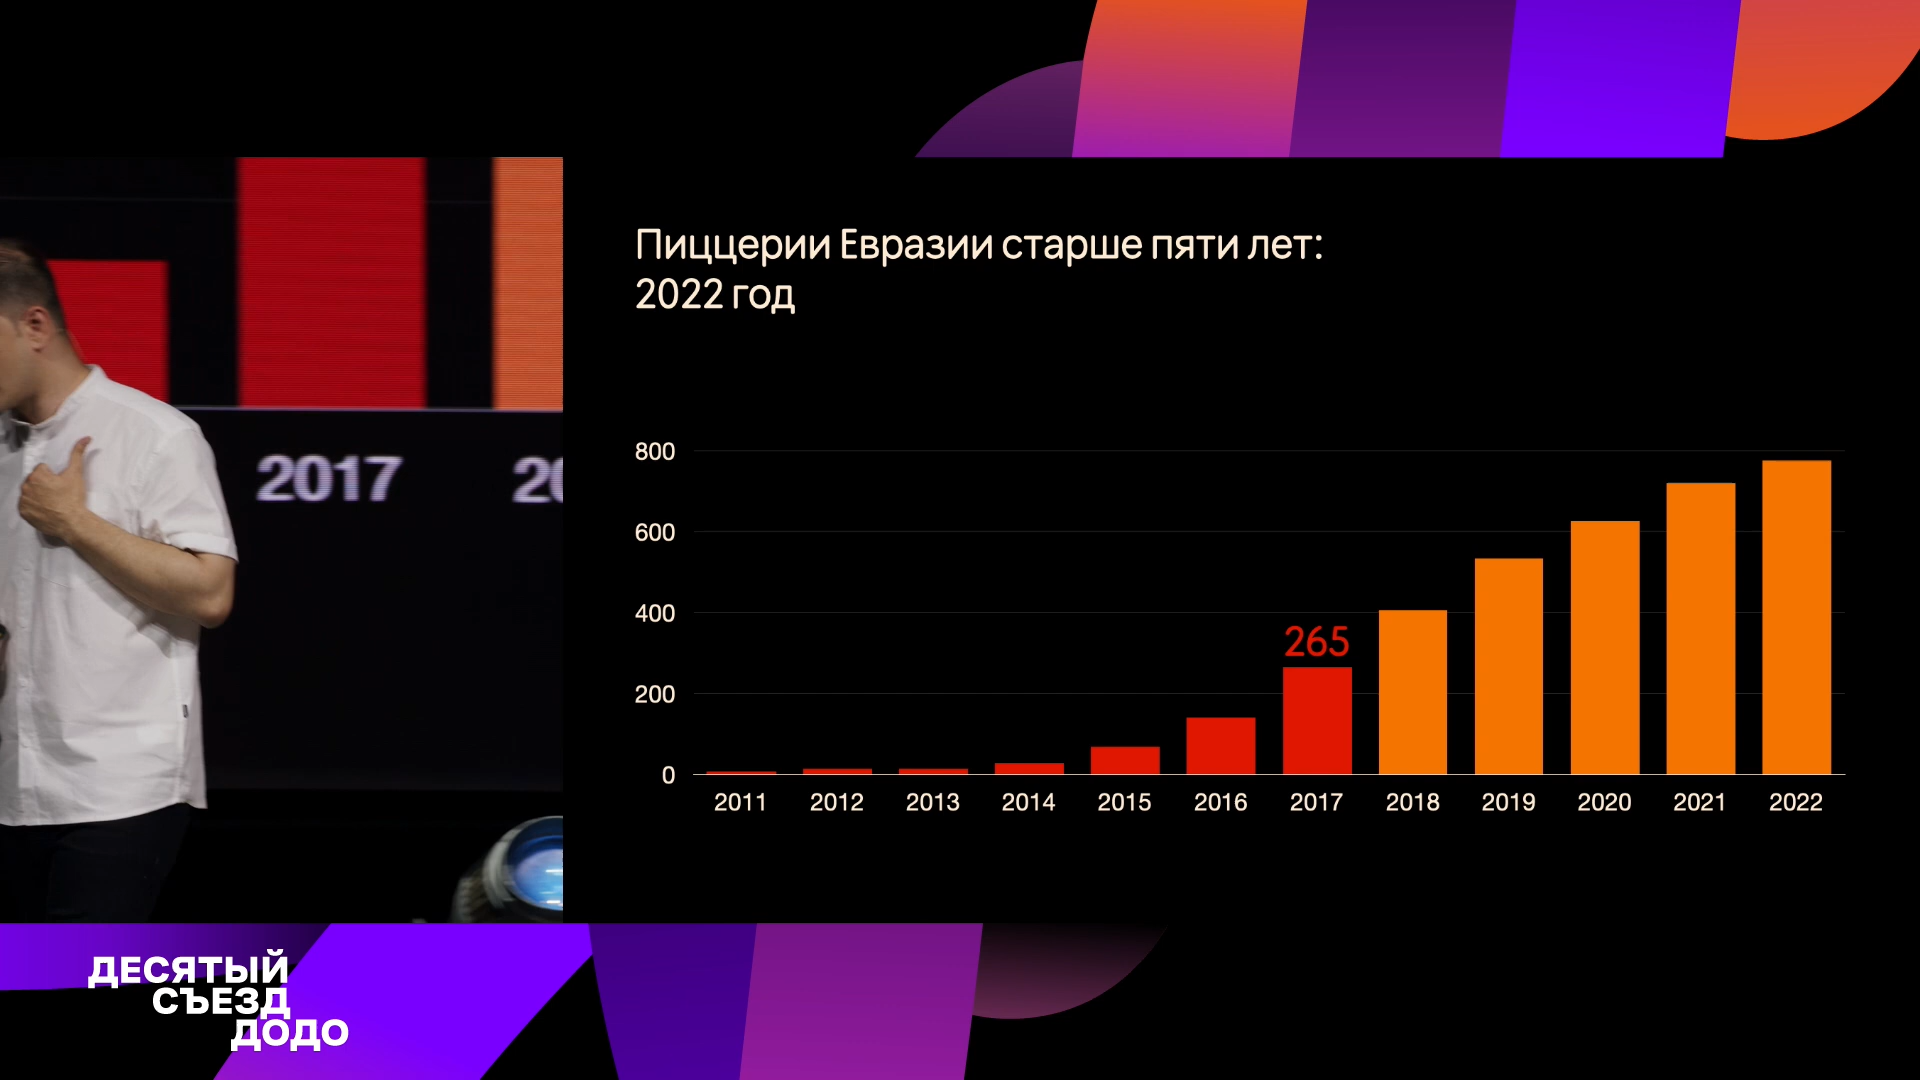 Пиццерии Евразии старше пяти лет:
2022 год
2017
800
600
400
200
0
265
2011 2012 2013 2014 2015 2016 2017 2018 2019 2020 2021 2022
ДЕСЯТЫЙ
СЪЕЗД
ДОДО